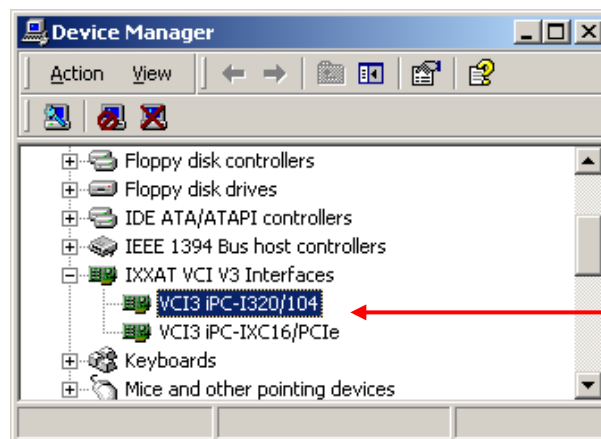 Device Manager
Action View
Floppy disk controllers
Floppy disk drives
IDE ATA/ATAPI controllers
IEEE 1394 Bus host controllers
IXXAT VCI V3 Interfaces
VCI3 iPC-I320/104
VCI3 iPC-IXC16/PCIe
Keyboards
Mice and other pointing devices